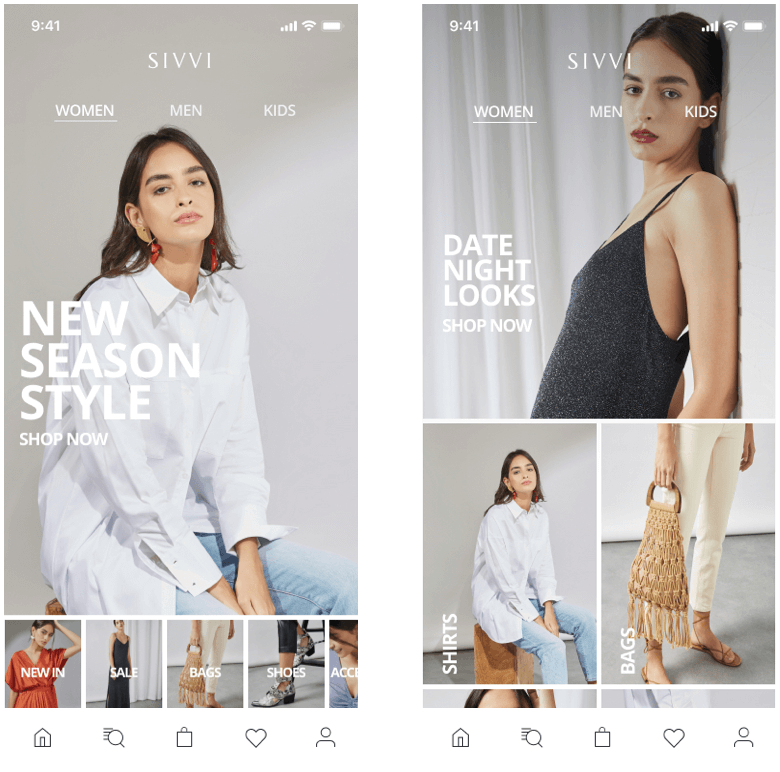 9:41
SIVVI
WOMEN MEN KIDS
NEW
SEASON
STYLE
SHOP NOW
NEW IN SALE BAGS SHOES ACCE
9:41
SIVVI
WOMEN MEN KIDS
DATE
NIGHT
LOOKS
SHOP NOW
SHIRTS
BAGS